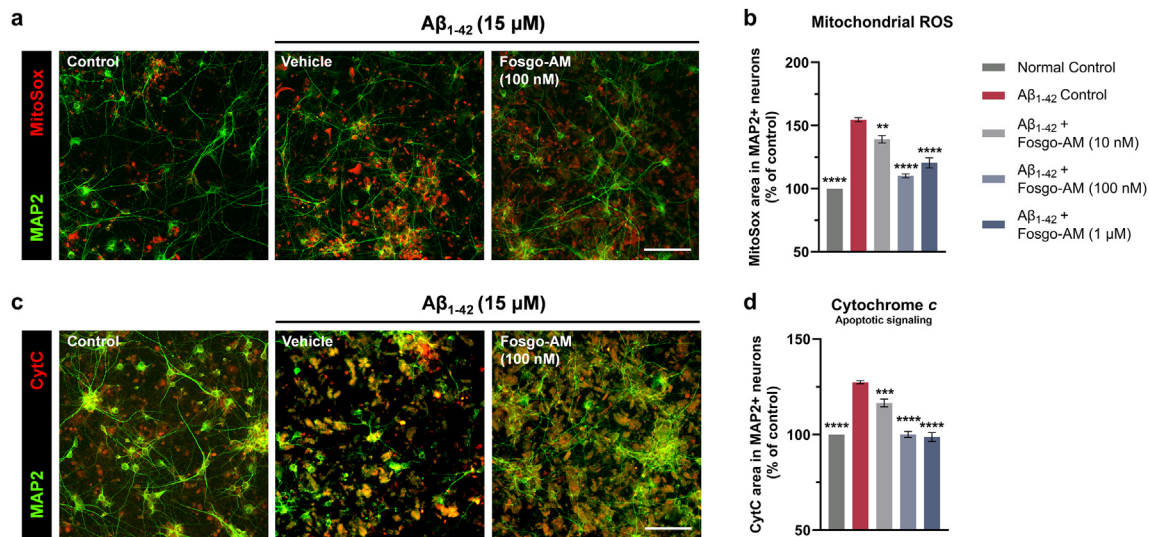 a
Aβ1-42 (15 µM)
MAP2 MitoSox
Control
Vehicle
Fosgo-AM
(100 nM)
b
Mitochondrial ROS
MitoSox area in MAP2+ neurons
(% of control)
200
150
100
50
****
**
****
****
Normal Control
Aβ1-42 Control
Aβ1-42 +
Fosgo-AM (10 nM)
Aβ1-42 +
Fosgo-AM (100 nM)
Aβ1-42 +
Fosgo-AM (1 µM)
c
Aβ1-42 (15 µM)
MAP2 CytC
Control
Vehicle
Fosgo-AM
(100 nM)
d
Cytochrome c
Apoptotic signaling
CytC area in MAP2+ neurons
(% of control)
150
100
50
****
***
****
****